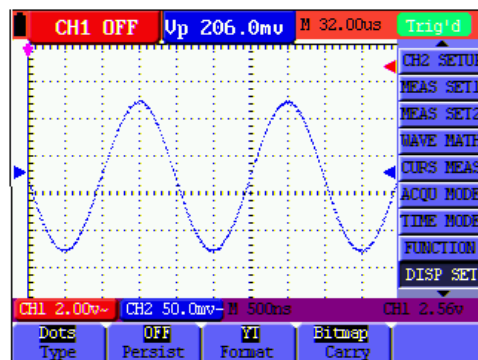 CH1 OFF Vp 206.0mv M 32.00us Trig'd
CH2 SETUP
MEAS SET1
MEAS SET2
WAVE MATH
CURS MEAS
ACQU MODE
TIME MODE
FUNCTION
DISP SET
CH1 2.00v~ CH2 50.0mv- M 500ns CH1 2.56v
Dots OFF YT Bitmap
Type Persist Format Carry